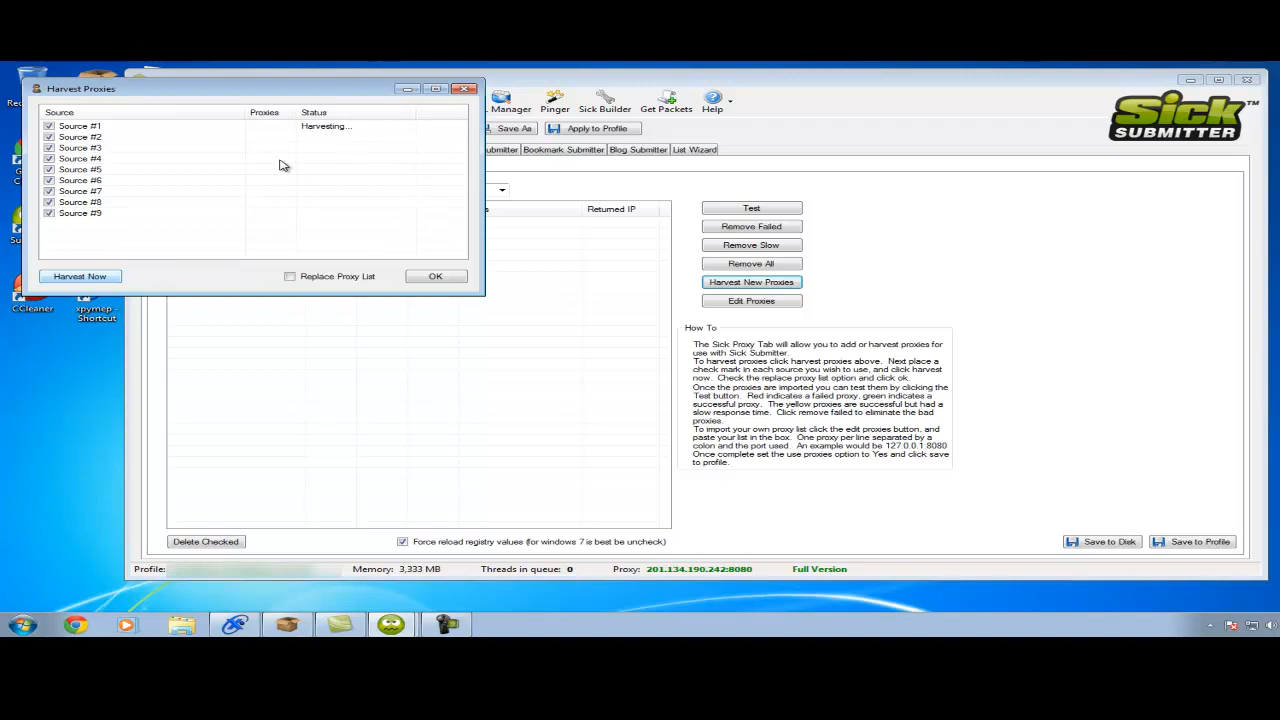 Harvest Proxies
Source Proxies Status
Source #1 Harvesting...
Source #2
Source #3
Source #4
Source #5
Source #6
Source #7
Source #8
Source #9
Harvest Now Replace Proxy List OK
CCleaner
xpymep - Shortcut
Manager Pinger Sick Builder Get Packets Help
SICK SUBMITTER™
Save As Apply to Profile
ubmitter Bookmark Submitter Blog Submitter List Wizard
Returned IP
Test
Remove Failed
Remove Slow
Remove All
Harvest New Proxies
Edit Proxies
How To
The Sick Proxy Tab will allow you to add or harvest proxies for
use with Sick Submitter.
To harvest proxies click harvest proxies above. Next place a
check mark in each source you wish to use, and click harvest
now. Check the replace proxy list option and click ok.
Once the proxies are imported you can test them by clicking the
Test button. Red indicates a failed proxy, green indicates a
successful proxy. The yellow proxies are successful but had a
slow response time. Click remove failed to eliminate the bad
proxies.
To import your own proxy list click the edit proxies button, and
paste your list in the box. One proxy per line separated by a
colon and the port used. An example would be 127.0.0.1:8080
Once complete set the use proxies option to Yes and click save
to profile.
Delete Checked Force reload registry values (for windows 7 is best be uncheck) Save to Disk Save to Profile
Profile: Memory: 3,333 MB Threads in queue: 0 Proxy: 201.134.190.242:8080 Full Version